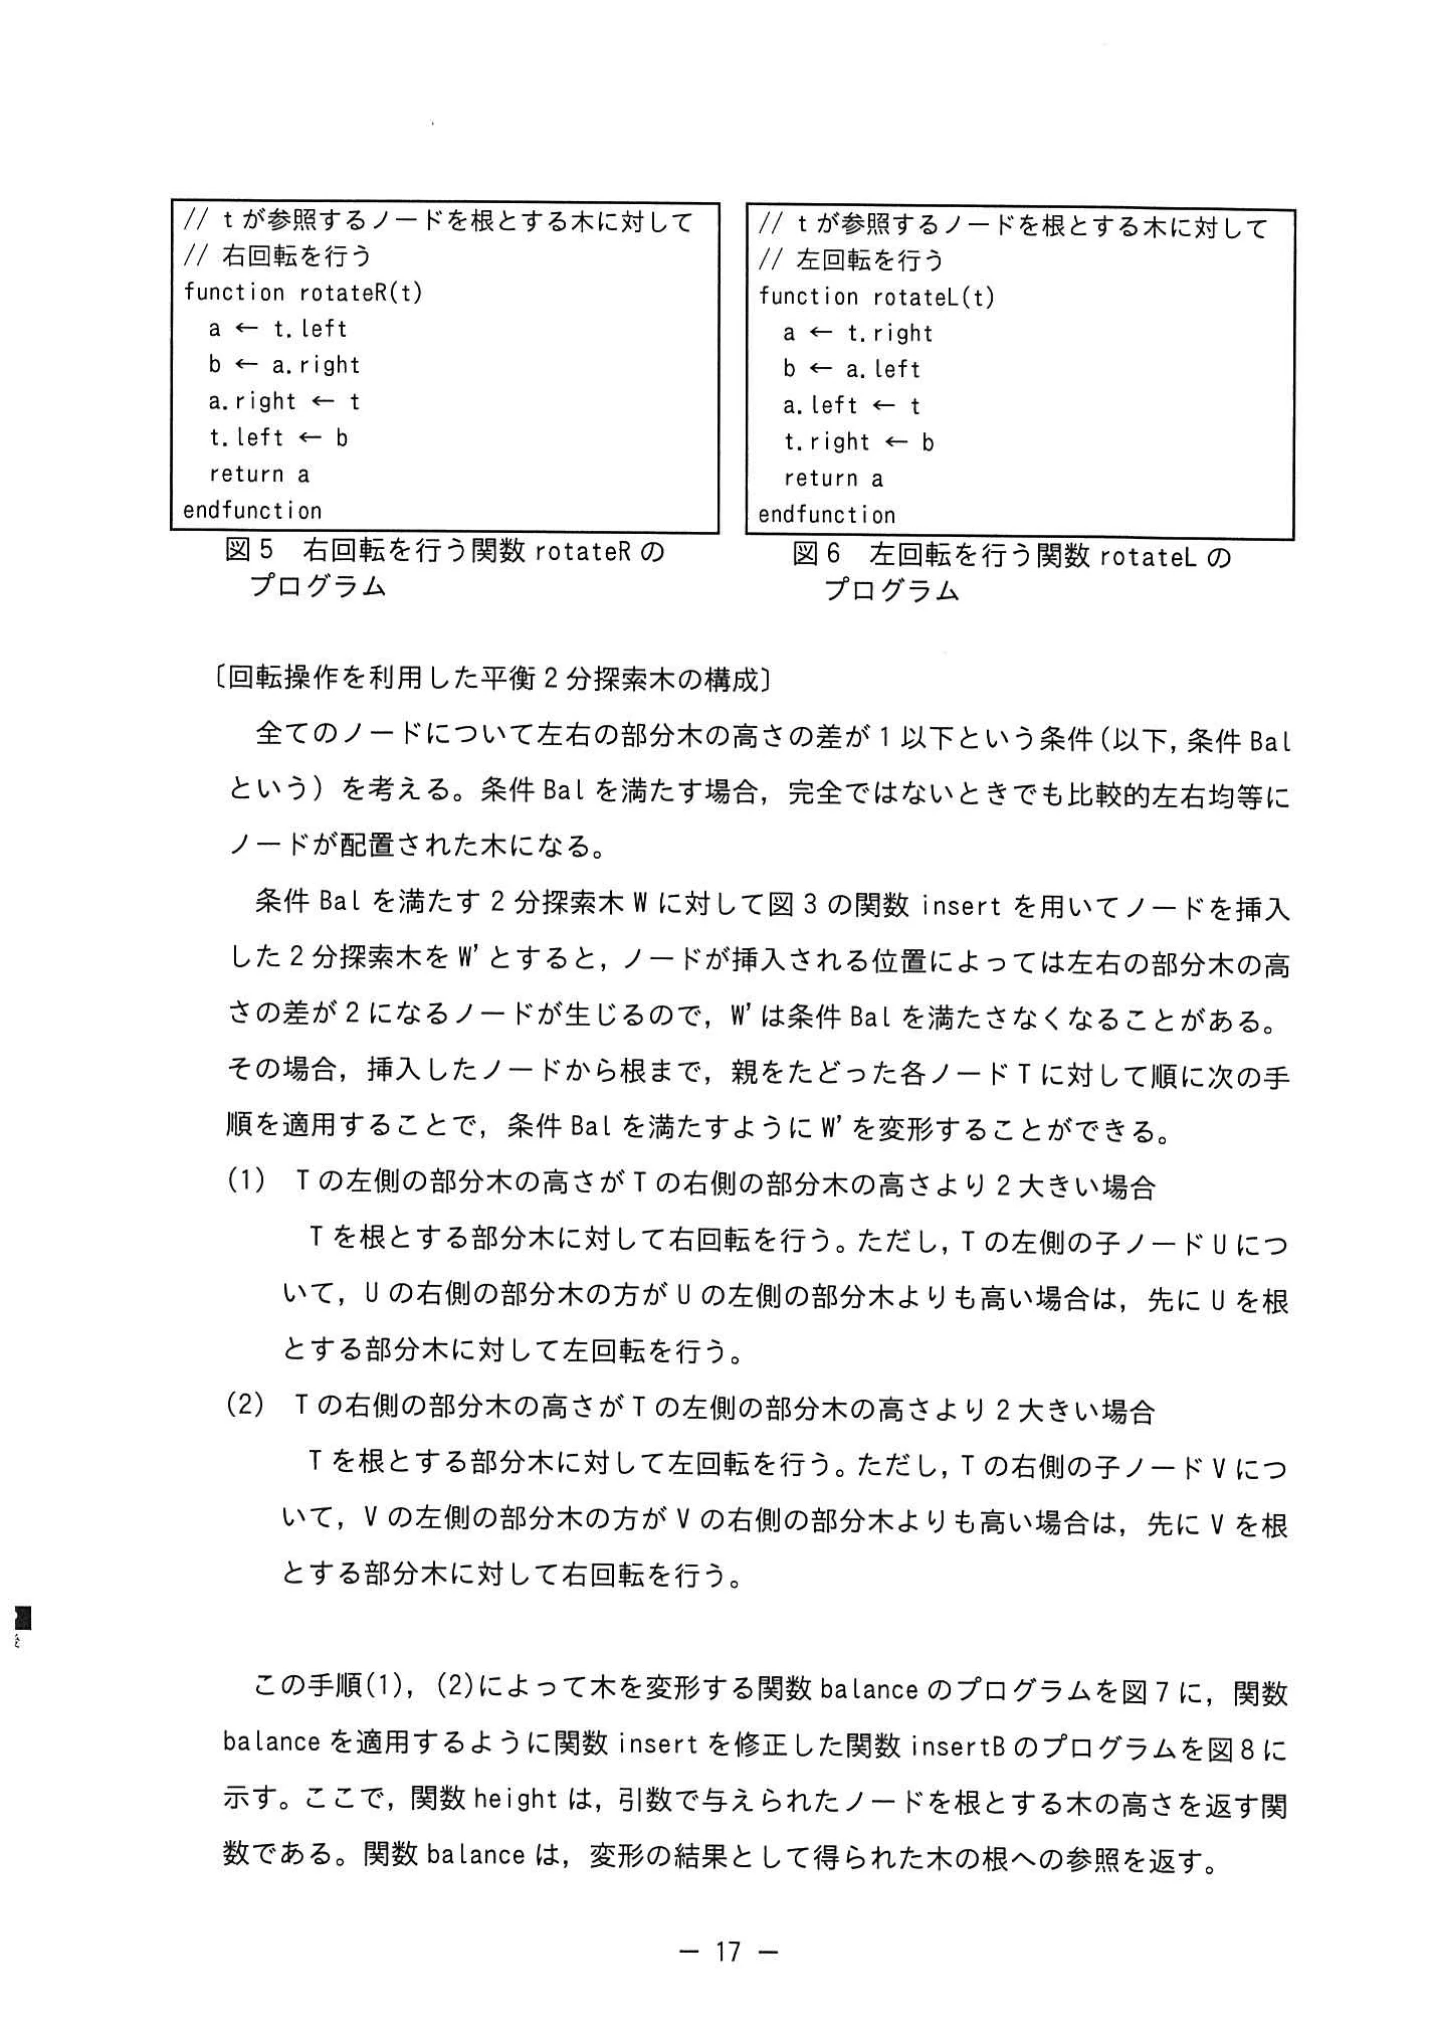 // t が参照するノードを根とする木に対して
// 右回転を行う
function rotateR(t)
a ← t.left
b ← a.right
a.right ← t
t.left ← b
return a
endfunction
図5 右回転を行う関数 rotateR の
プログラム
// t が参照するノードを根とする木に対して
// 左回転を行う
function rotateL(t)
a ← t.right
b ← a.left
a.left ← t
t.right ← b
return a
endfunction
図6 左回転を行う関数 rotateL の
プログラム
〔回転操作を利用した平衡2分探索木の構成〕
全てのノードについて左右の部分木の高さの差が1以下という条件(以下,条件 Bal
という)を考える。条件 Bal を満たす場合,完全ではないときでも比較的左右均等に
ノードが配置された木になる。
条件 Bal を満たす2分探索木 W に対して図3の関数 insert を用いてノードを挿入
した2分探索木を W' とすると,ノードが挿入される位置によっては左右の部分木の高
さの差が2になるノードが生じるので,W' は条件 Bal を満たさなくなることがある。
その場合,挿入したノードから根まで,親をたどった各ノード T に対して順に次の手
順を適用することで,条件 Bal を満たすように W' を変形することができる。
(1) T の左側の部分木の高さが T の右側の部分木の高さより2大きい場合
T を根とする部分木に対して右回転を行う。ただし,T の左側の子ノード U につ
いて,U の右側の部分木の方が U の左側の部分木よりも高い場合は,先に U を根
とする部分木に対して左回転を行う。
(2) T の右側の部分木の高さが T の左側の部分木の高さより2大きい場合
T を根とする部分木に対して左回転を行う。ただし,T の右側の子ノード V につ
いて,V の左側の部分木の方が V の右側の部分木よりも高い場合は,先に V を根
とする部分木に対して右回転を行う。
この手順(1),(2)によって木を変形する関数 balance のプログラムを図7に,関数
balance を適用するように関数 insert を修正した関数 insertB のプログラムを図8に
示す。ここで,関数 height は,引数で与えられたノードを根とする木の高さを返す関
数である。関数 balance は,変形の結果として得られた木の根への参照を返す。
— 17 —